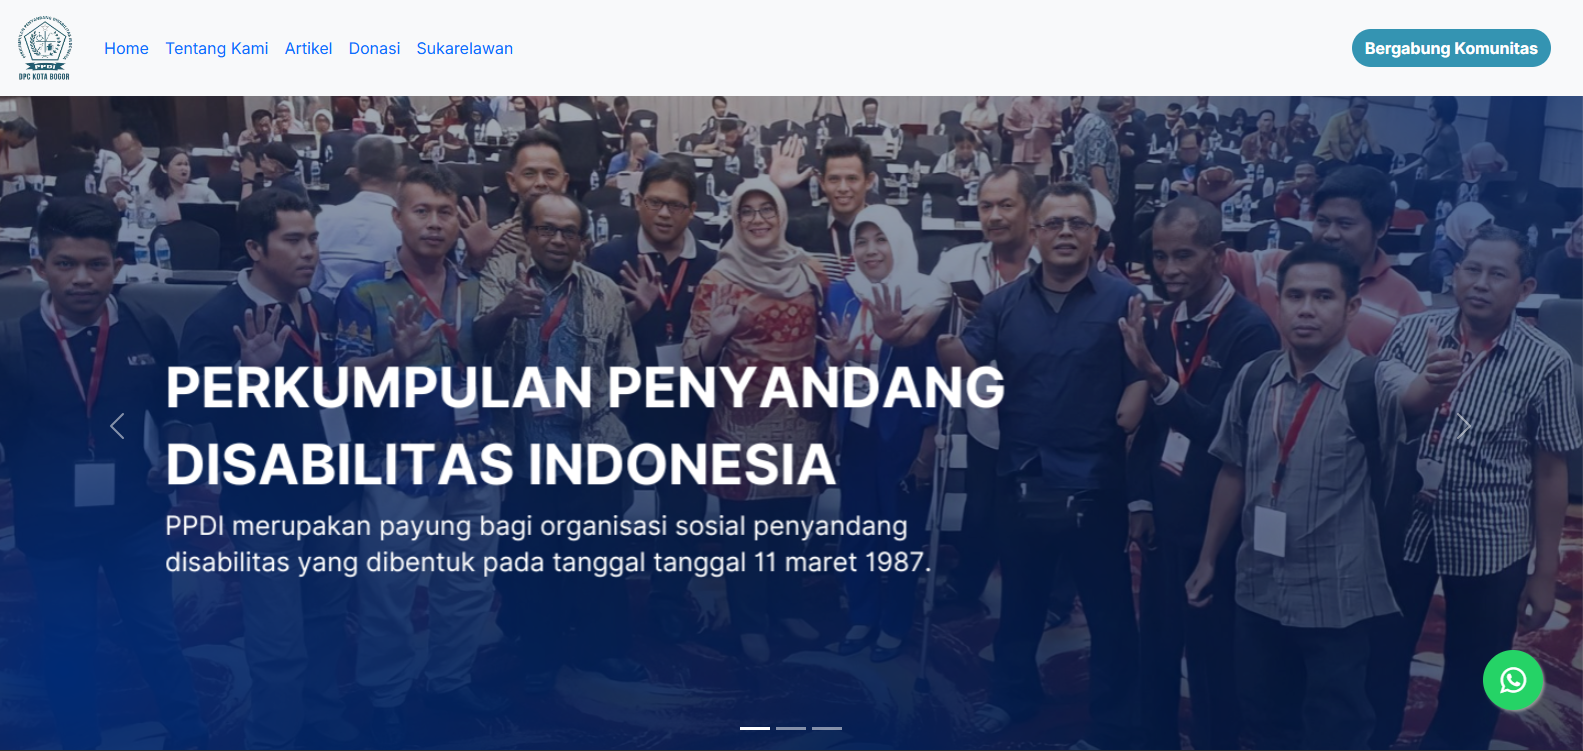 PPDI
DPC KOTA BOGOR
Home
Tentang Kami
Artikel
Donasi
Sukarelawan
Bergabung Komunitas
PERKUMPULAN PENYANDANG
DISABILITAS INDONESIA
PPDI merupakan payung bagi organisasi sosial penyandang
disabilitas yang dibentuk pada tanggal tanggal 11 maret 1987.